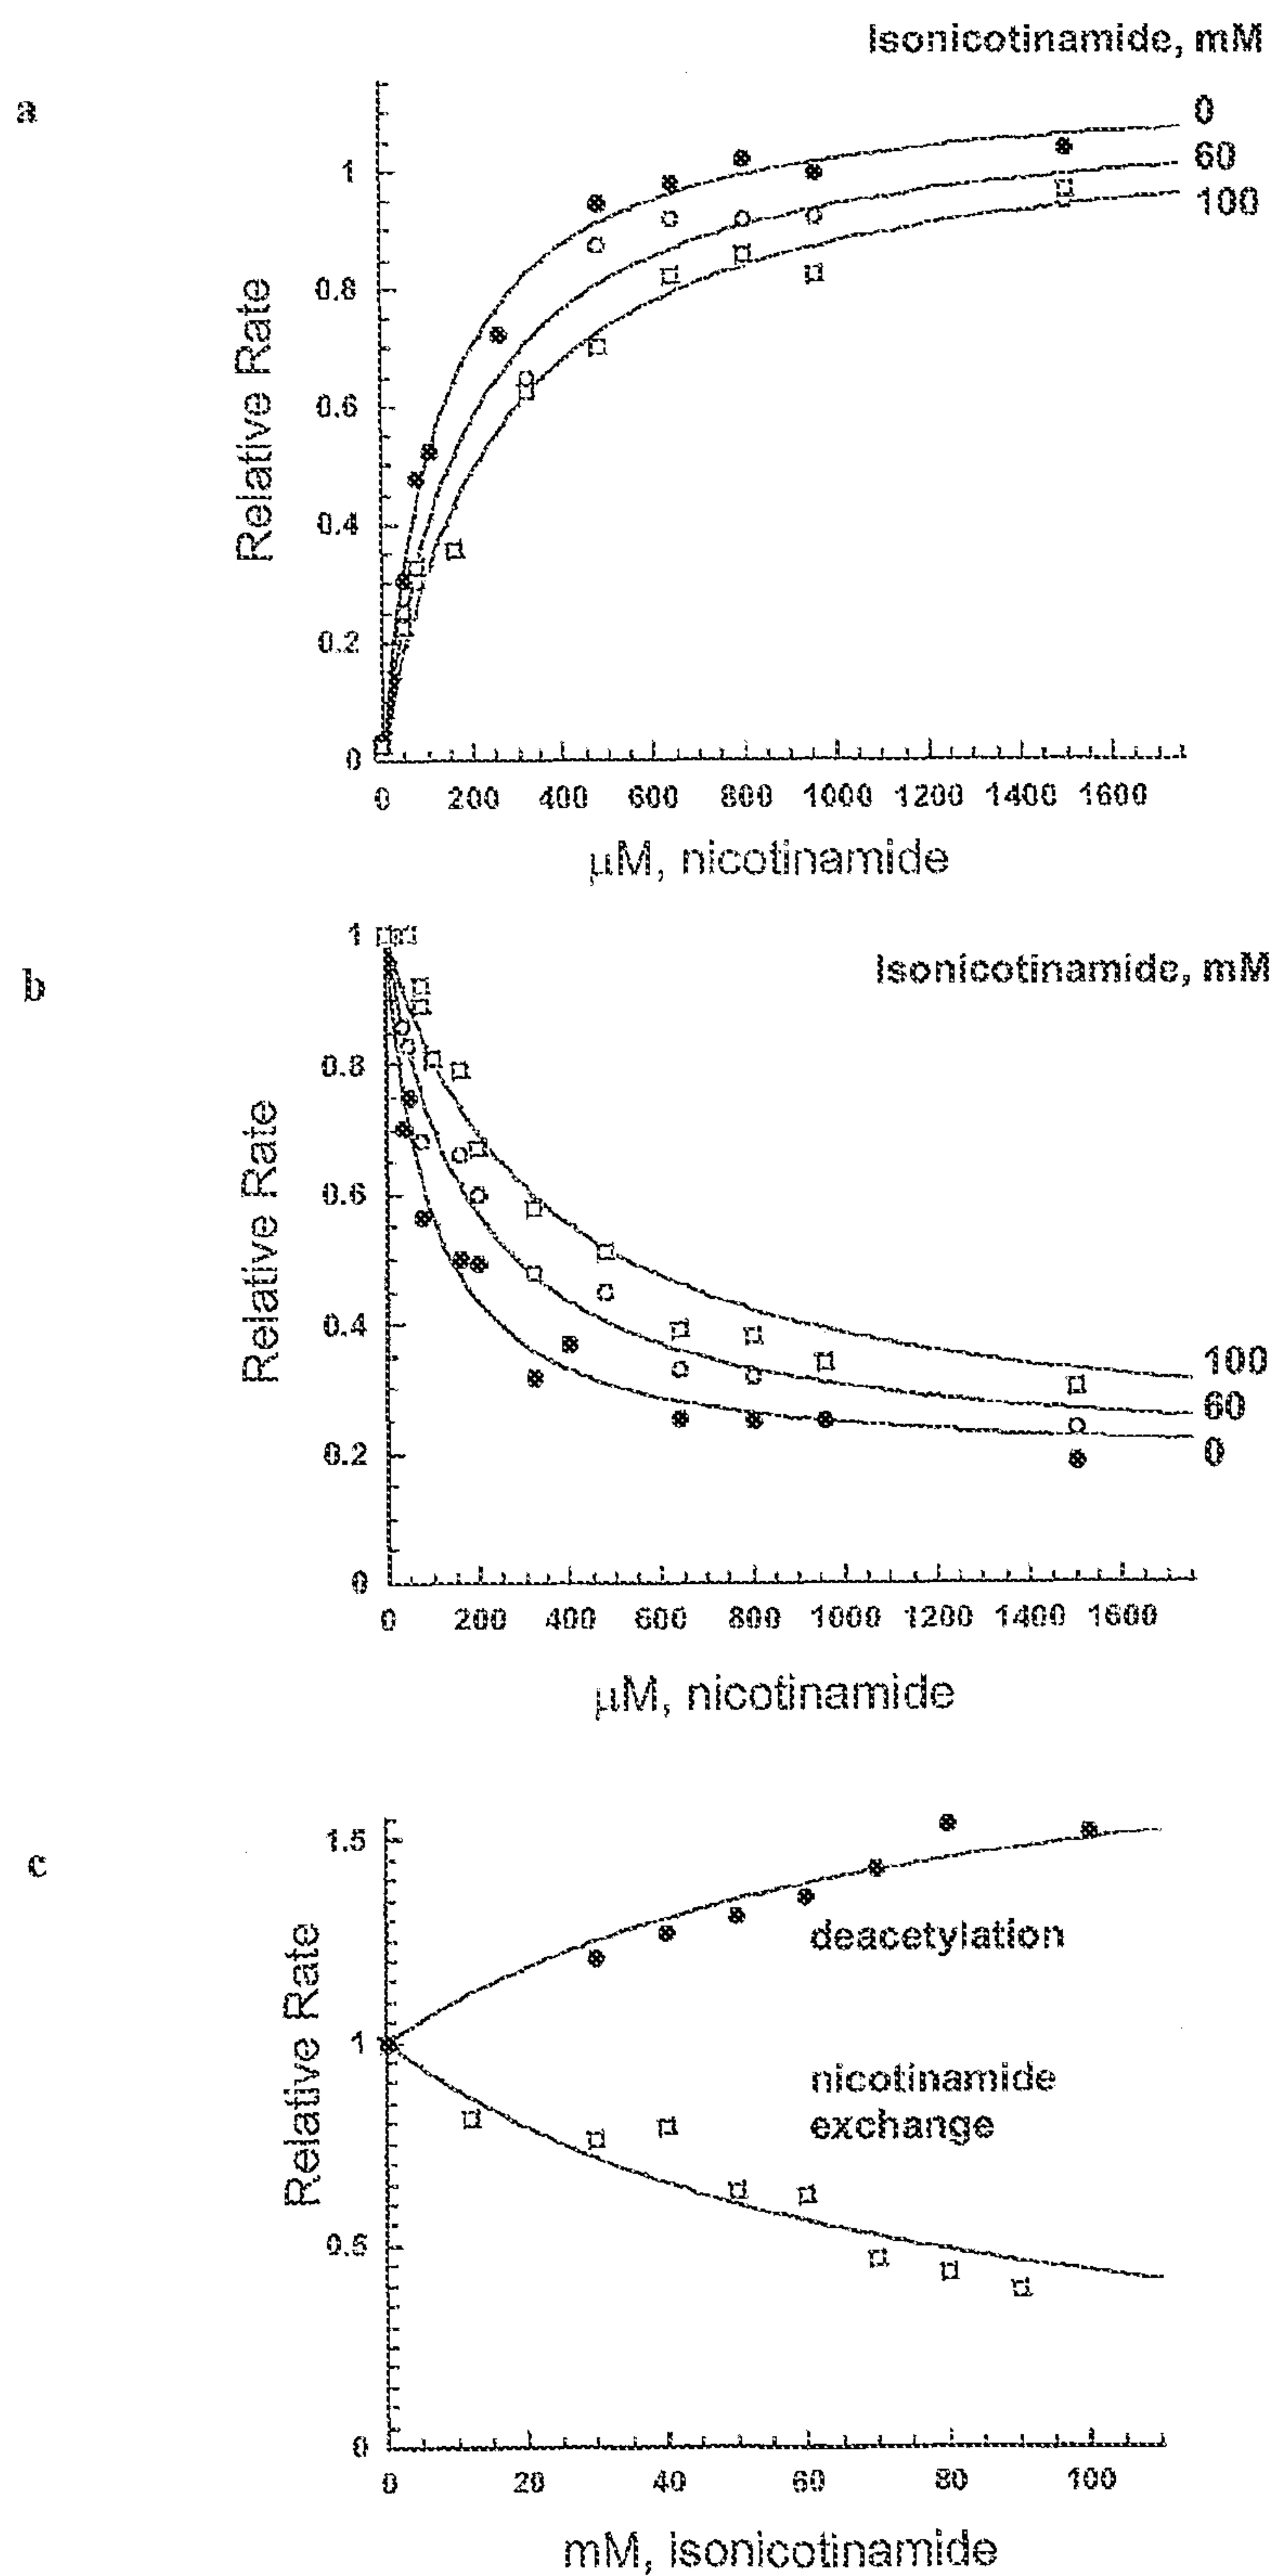 a
Isonicotinamide, mM
0
60
100
Relative Rate
1
0.8
0.6
0.4
0.2
0
0 200 400 600 800 1000 1200 1400 1600
µM, nicotinamide
b
Isonicotinamide, mM
Relative Rate
1
0.8
0.6
0.4
0.2
0
100
60
0
0 200 400 600 800 1000 1200 1400 1600
µM, nicotinamide
c
Relative Rate
1.5
1
0.5
0
deacetylation
nicotinamide
exchange
0 20 40 60 80 100
mM, isonicotinamide